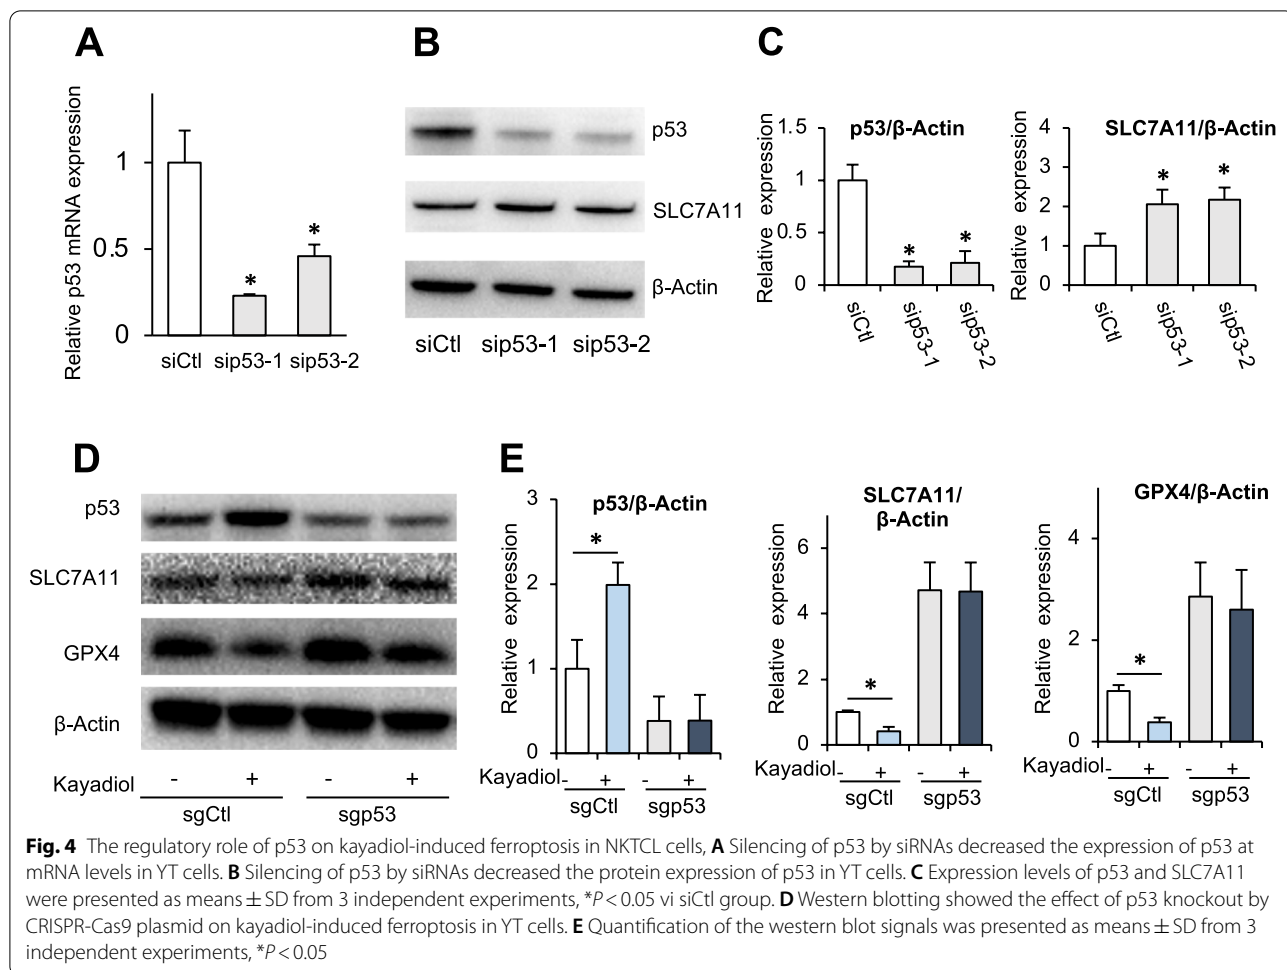 A
Relative p53 mRNA expression
1
0.5
0
*
*
siCtl sip53-1 sip53-2
B
p53
SLC7A11
β-Actin
siCtl sip53-1 sip53-2
C
p53/β-Actin
Relative expression
1.5
1
0.5
0
*
*
siCtl
sip53-1
sip53-2
SLC7A11/β-Actin
Relative expression
4
3
2
1
0
*
*
siCtl
sip53-1
sip53-2
D
p53
SLC7A11
GPX4
β-Actin
Kayadiol - + - +
sgCtl sgp53
E
p53/β-Actin
Relative expression
3
2
1
0
*
Kayadiol - + - +
sgCtl sgp53
SLC7A11/
β-Actin
Relative expression
6
4
2
0
*
Kayadiol - + - +
sgCtl sgp53
GPX4/β-Actin
Relative expression
4
2
0
*
Kayadiol - + - +
sgCtl sgp53
Fig. 4 The regulatory role of p53 on kayadiol-induced ferroptosis in NKTCL cells, A Silencing of p53 by siRNAs decreased the expression of p53 at
mRNA levels in YT cells. B Silencing of p53 by siRNAs decreased the protein expression of p53 in YT cells. C Expression levels of p53 and SLC7A11
were presented as means ± SD from 3 independent experiments, *P < 0.05 vi siCtl group. D Western blotting showed the effect of p53 knockout by
CRISPR-Cas9 plasmid on kayadiol-induced ferroptosis in YT cells. E Quantification of the western blot signals was presented as means ± SD from 3
independent experiments, *P < 0.05